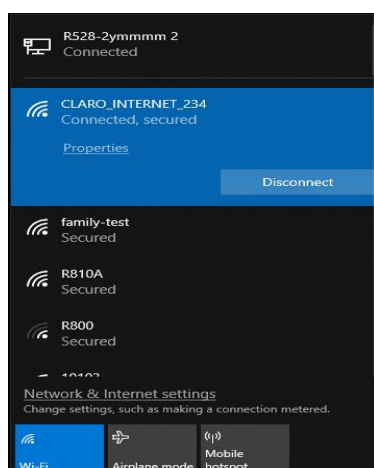 R528-2ymmmm 2
Connected
CLARO_INTERNET_234
Connected, secured
Properties
Disconnect
family-test
Secured
R810A
Secured
R800
Secured
Network & Internet settings
Change settings, such as making a connection metered.
Wi-Fi
Airplane mode
Mobile
hotspot